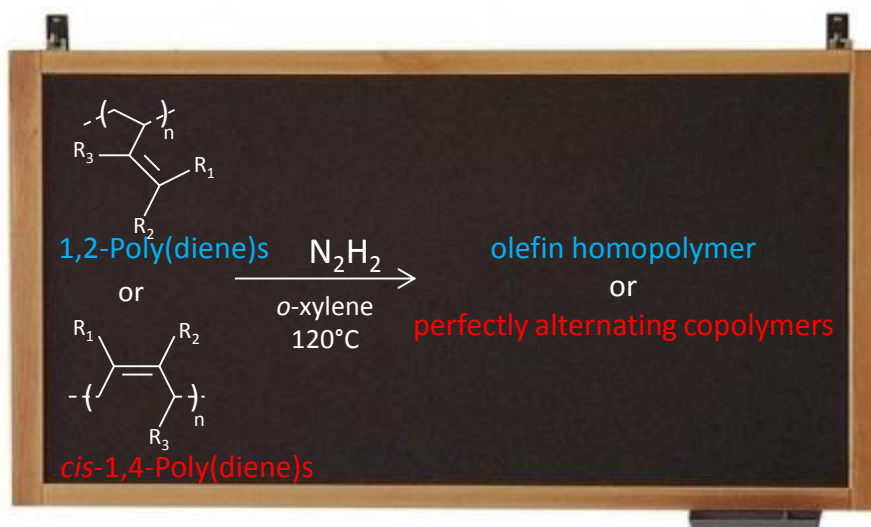 ( ) n
R₃
R₁
R₂
1,2-Poly(diene)s
or
R₁ R₂
( ) n
R₃
cis-1,4-Poly(diene)s
N₂H₂
o-xylene
120°C
olefin homopolymer
or
perfectly alternating copolymers